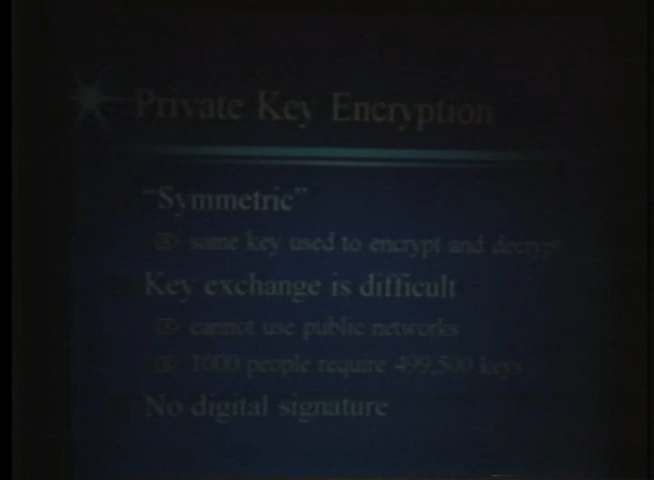 Private Key Encryption
"Symmetric"
same key used to encrypt and decrypt
Key exchange is difficult
cannot use public networks
1000 people require 499,500 keys
No digital signature